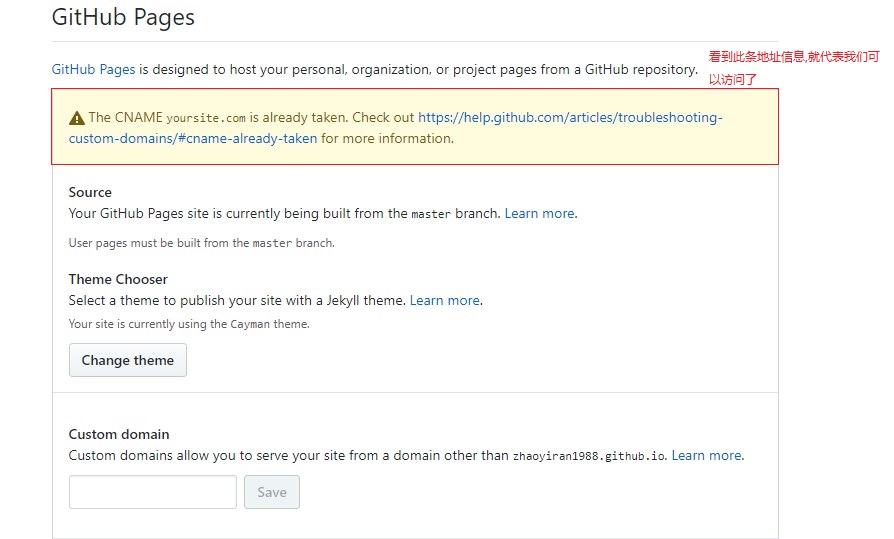 GitHub Pages
看到此条地址信息,就代表我们可
以访问了
GitHub Pages is designed to host your personal, organization, or project pages from a GitHub repository.
The CNAME yoursite.com is already taken. Check out https://help.github.com/articles/troubleshooting-
custom-domains/#cname-already-taken for more information.
Source
Your GitHub Pages site is currently being built from the master branch. Learn more.
User pages must be built from the master branch.
Theme Chooser
Select a theme to publish your site with a Jekyll theme. Learn more.
Your site is currently using the Cayman theme.
Change theme
Custom domain
Custom domains allow you to serve your site from a domain other than zhaoyiran1988.github.io. Learn more.
Save